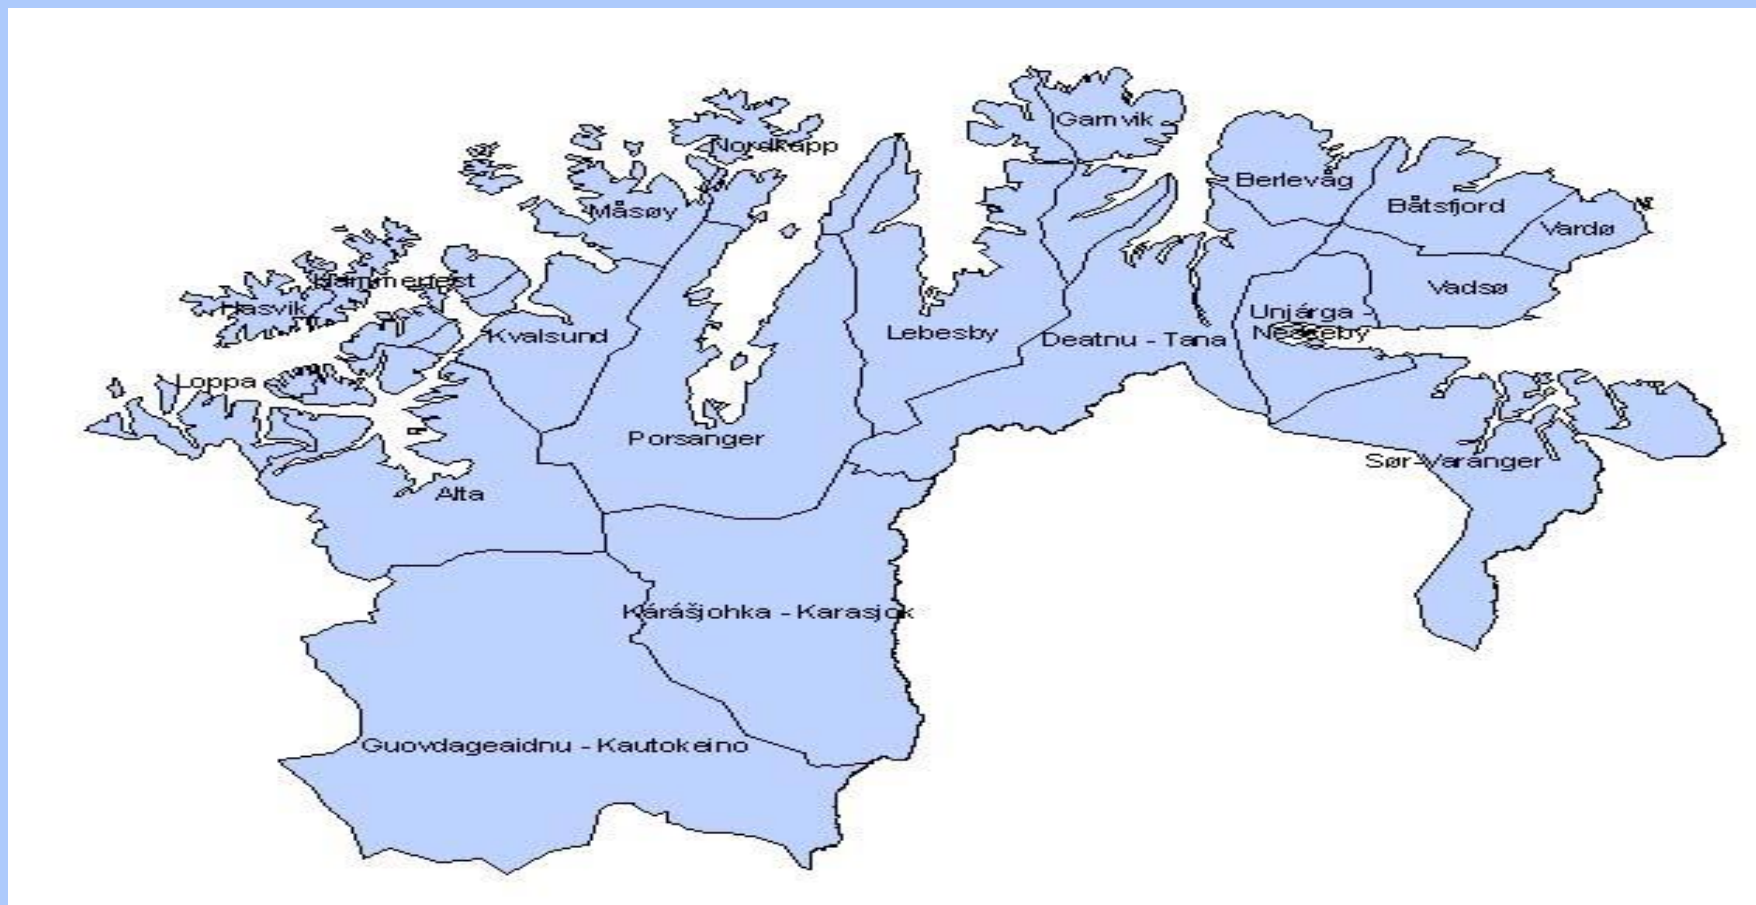 Gamvik
Nordkapp
Berlevåg
Båtsfjord
Måsøy
Vardø
Hammerfest
Vadsø
Hasvik
Unjárga -
Nesseby
Kvalsund
Lebesby
Deatnu - Tana
Loppa
Porsanger
Sør-Varanger
Alta
Kárášjohka - Karasjok
Guovdageaidnu - Kautokeino